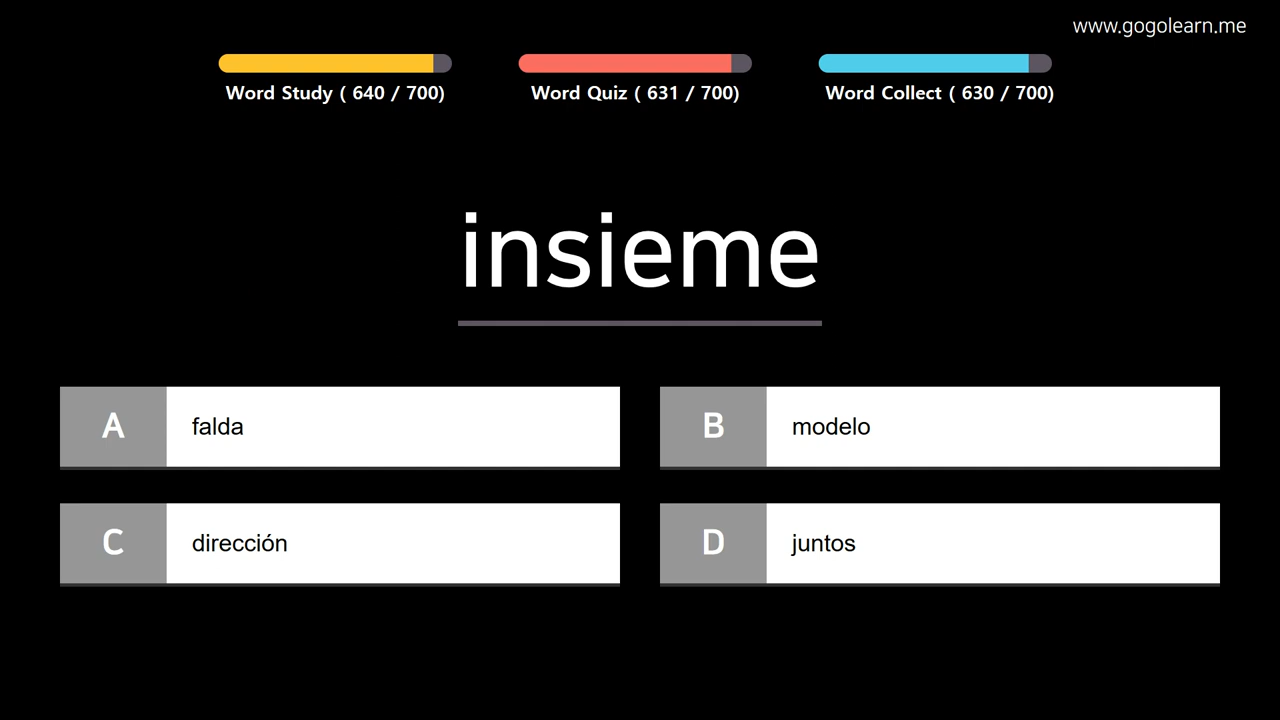 www.gogolearn.me
Word Study ( 640 / 700)
Word Quiz ( 631 / 700)
Word Collect ( 630 / 700)
insieme
A falda
B modelo
C dirección
D juntos